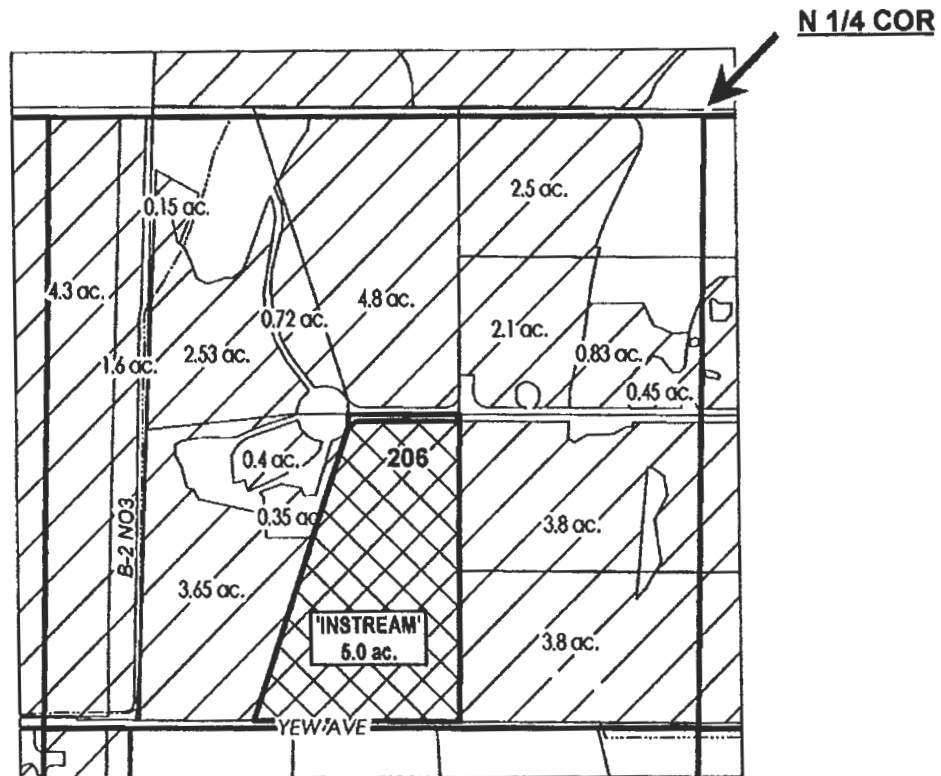 N 1/4 COR
2.5 ac.
0.15 ac.
4.3 ac.
4.8 ac.
0.72 ac.
2.1 ac.
2.53 ac.
0.83 ac.
1.6 ac.
0.45 ac.
206
0.4 ac.
0.35 ac
B-2 NO3
3.8 ac.
3.65 ac.
'INSTREAM'
5.0 ac.
3.8 ac.
YEW AVE